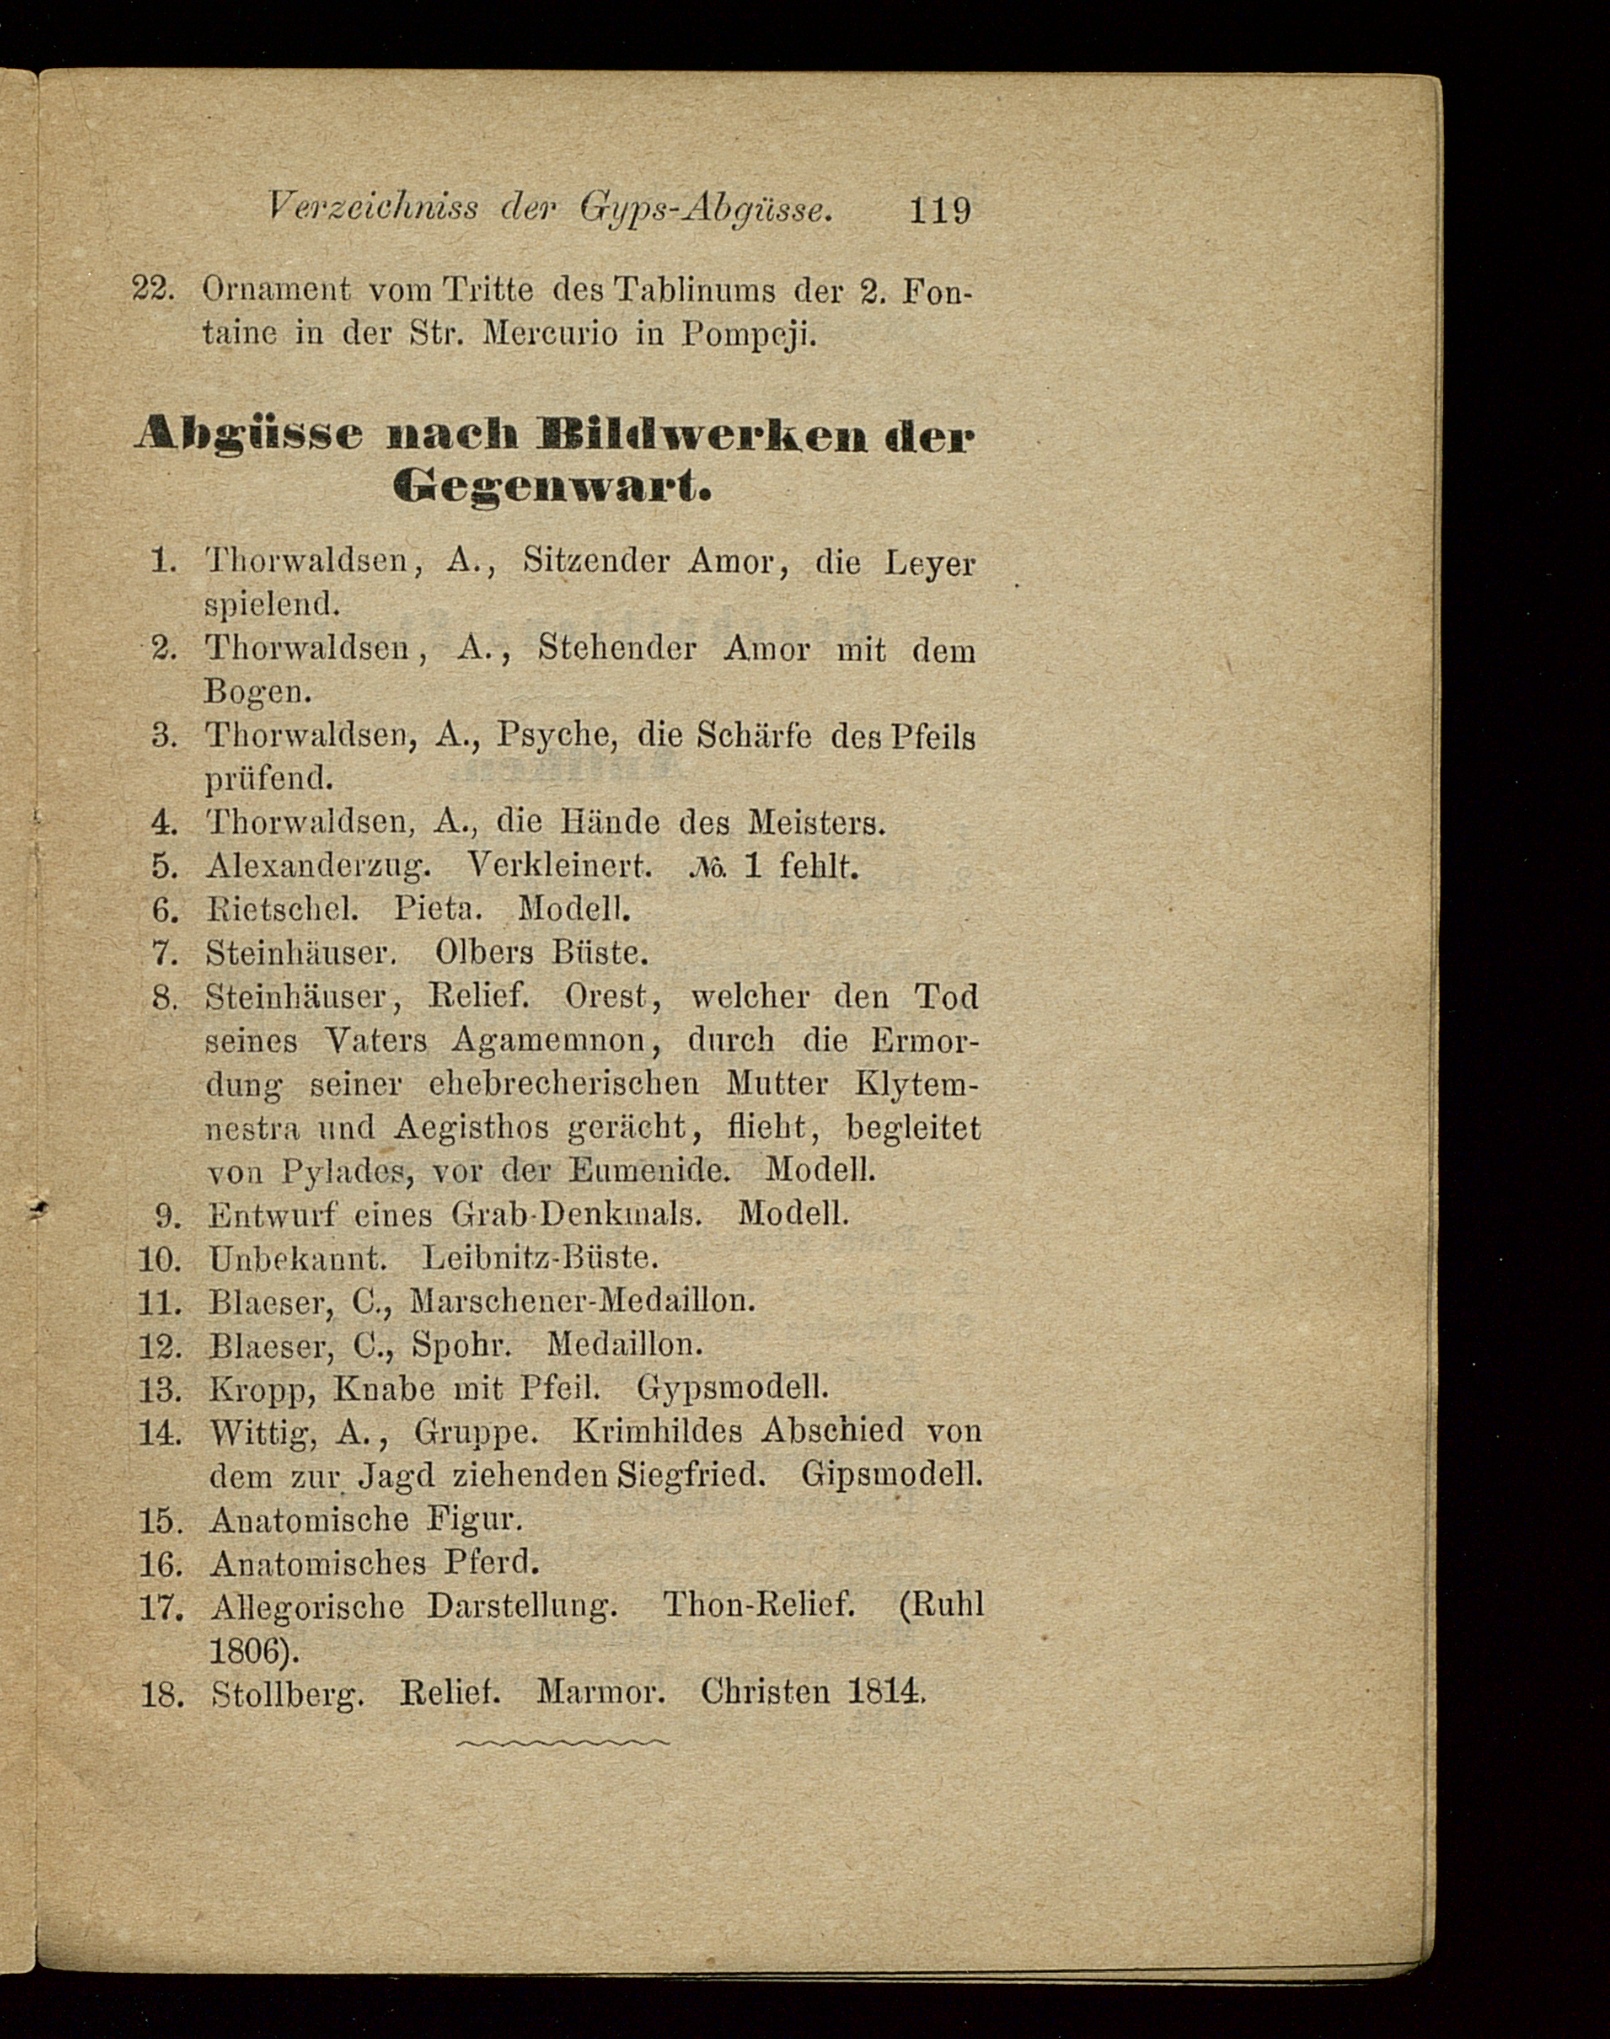 Verzeichniss der Gyps-Abgüsse. 119
22. Ornament vom Tritte des Tablinums der 2. Fon-
taine in der Str. Mercurio in Pompeji.
Abgüsse nach Bildwerken der
Gegenwart.
1. Thorwaldsen, A., Sitzender Amor, die Leyer
spielend.
2. Thorwaldsen, A., Stehender Amor mit dem
Bogen.
3. Thorwaldsen, A., Psyche, die Schärfe des Pfeils
prüfend.
4. Thorwaldsen, A., die Hände des Meisters.
5. Alexanderzug. Verkleinert. No. 1 fehlt.
6. Rietschel. Pieta. Modell.
7. Steinhäuser. Olbers Büste.
8. Steinhäuser, Relief. Orest, welcher den Tod
seines Vaters Agamemnon, durch die Ermor-
dung seiner ehebrecherischen Mutter Klytem-
nestra und Aegisthos gerächt, flieht, begleitet
von Pylades, vor der Eumenide. Modell.
9. Entwurf eines Grab-Denkmals. Modell.
10. Unbekannt. Leibnitz-Büste.
11. Blaeser, C., Marschener-Medaillon.
12. Blaeser, C., Spohr. Medaillon.
13. Kropp, Knabe mit Pfeil. Gypsmodell.
14. Wittig, A., Gruppe. Krimhildes Abschied von
dem zur Jagd ziehenden Siegfried. Gipsmodell.
15. Anatomische Figur.
16. Anatomisches Pferd.
17. Allegorische Darstellung. Thon-Relief. (Ruhl
1806).
18. Stollberg. Relief. Marmor. Christen 1814.